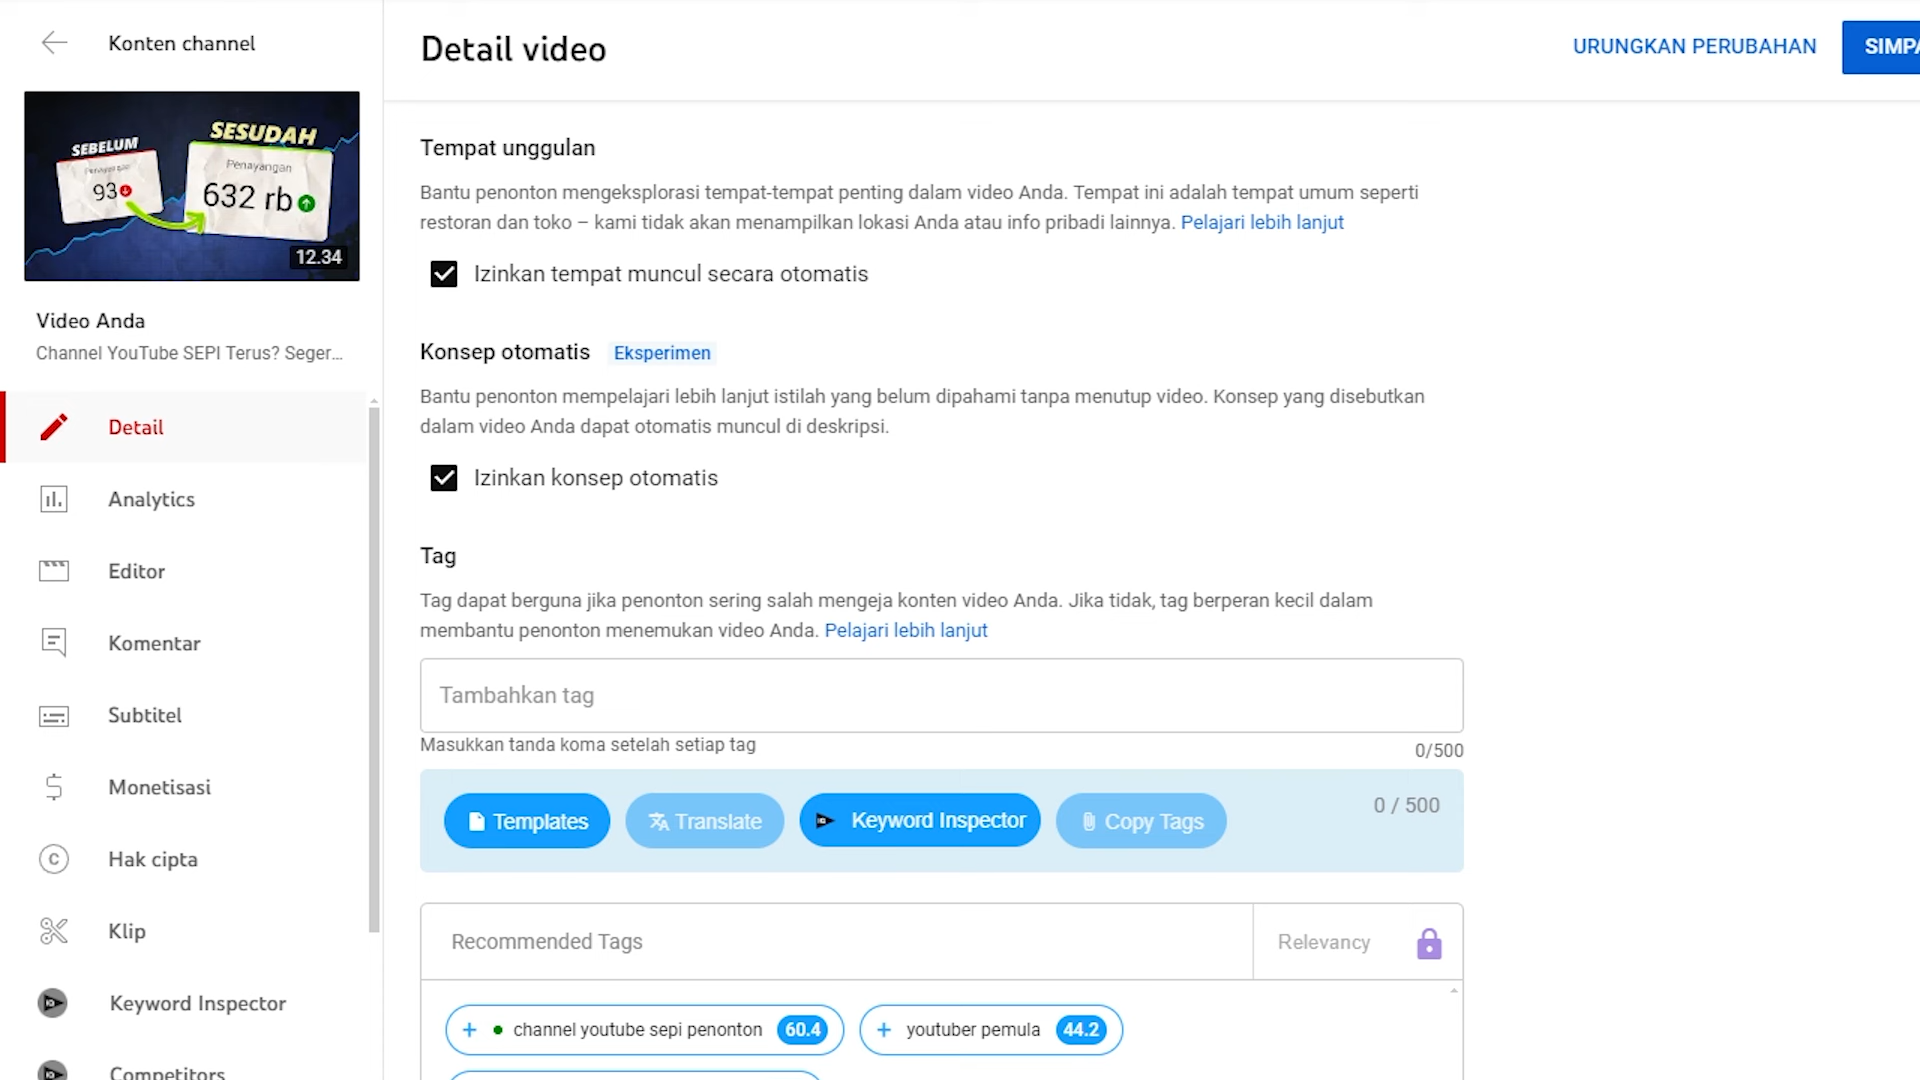 Konten channel
SEBELUM
93
SESUDAH
Penayangan
632 rb
12.34
Video Anda
Channel YouTube SEPI Terus? Seger...
Detail
Analytics
Editor
Komentar
Subtitel
Monetisasi
Hak cipta
Klip
Keyword Inspector
Competitors
Detail video
URUNGKAN PERUBAHAN
SIMPA
Tempat unggulan
Bantu penonton mengeksplorasi tempat-tempat penting dalam video Anda. Tempat ini adalah tempat umum seperti
restoran dan toko – kami tidak akan menampilkan lokasi Anda atau info pribadi lainnya. Pelajari lebih lanjut
Izinkan tempat muncul secara otomatis
Konsep otomatis Eksperimen
Bantu penonton mempelajari lebih lanjut istilah yang belum dipahami tanpa menutup video. Konsep yang disebutkan
dalam video Anda dapat otomatis muncul di deskripsi.
Izinkan konsep otomatis
Tag
Tag dapat berguna jika penonton sering salah mengeja konten video Anda. Jika tidak, tag berperan kecil dalam
membantu penonton menemukan video Anda. Pelajari lebih lanjut
Tambahkan tag
Masukkan tanda koma setelah setiap tag
0/500
Templates
Translate
Keyword Inspector
Copy Tags
0 / 500
Recommended Tags
Relevancy
+ channel youtube sepi penonton 60.4
+ youtuber pemula 44.2